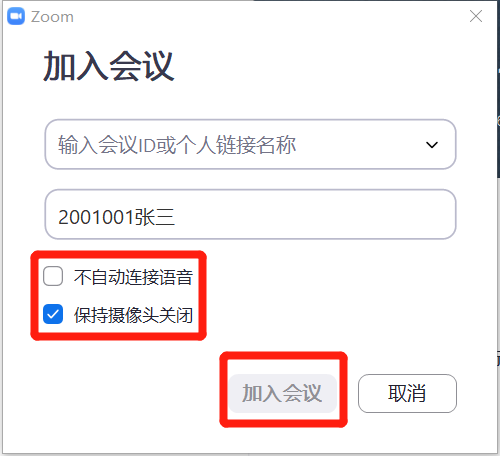 Zoom
加入会议
输入会议ID或个人链接名称
2001001张三
不自动连接语音
保持摄像头关闭
加入会议
取消